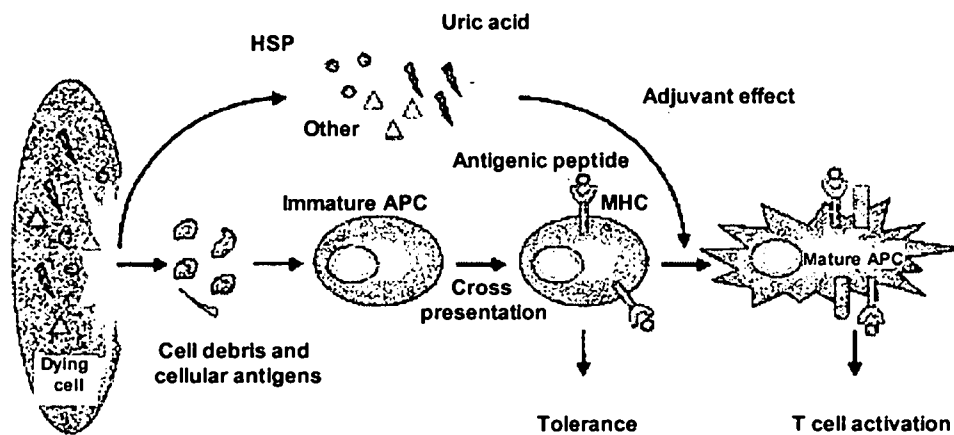 Uric acid
HSP
Adjuvant effect
Other
Antigenic peptide
Immature APC
MHC
Mature APC
Cross
presentation
Cell debris and
cellular antigens
Dying
cell
Tolerance
T cell activation